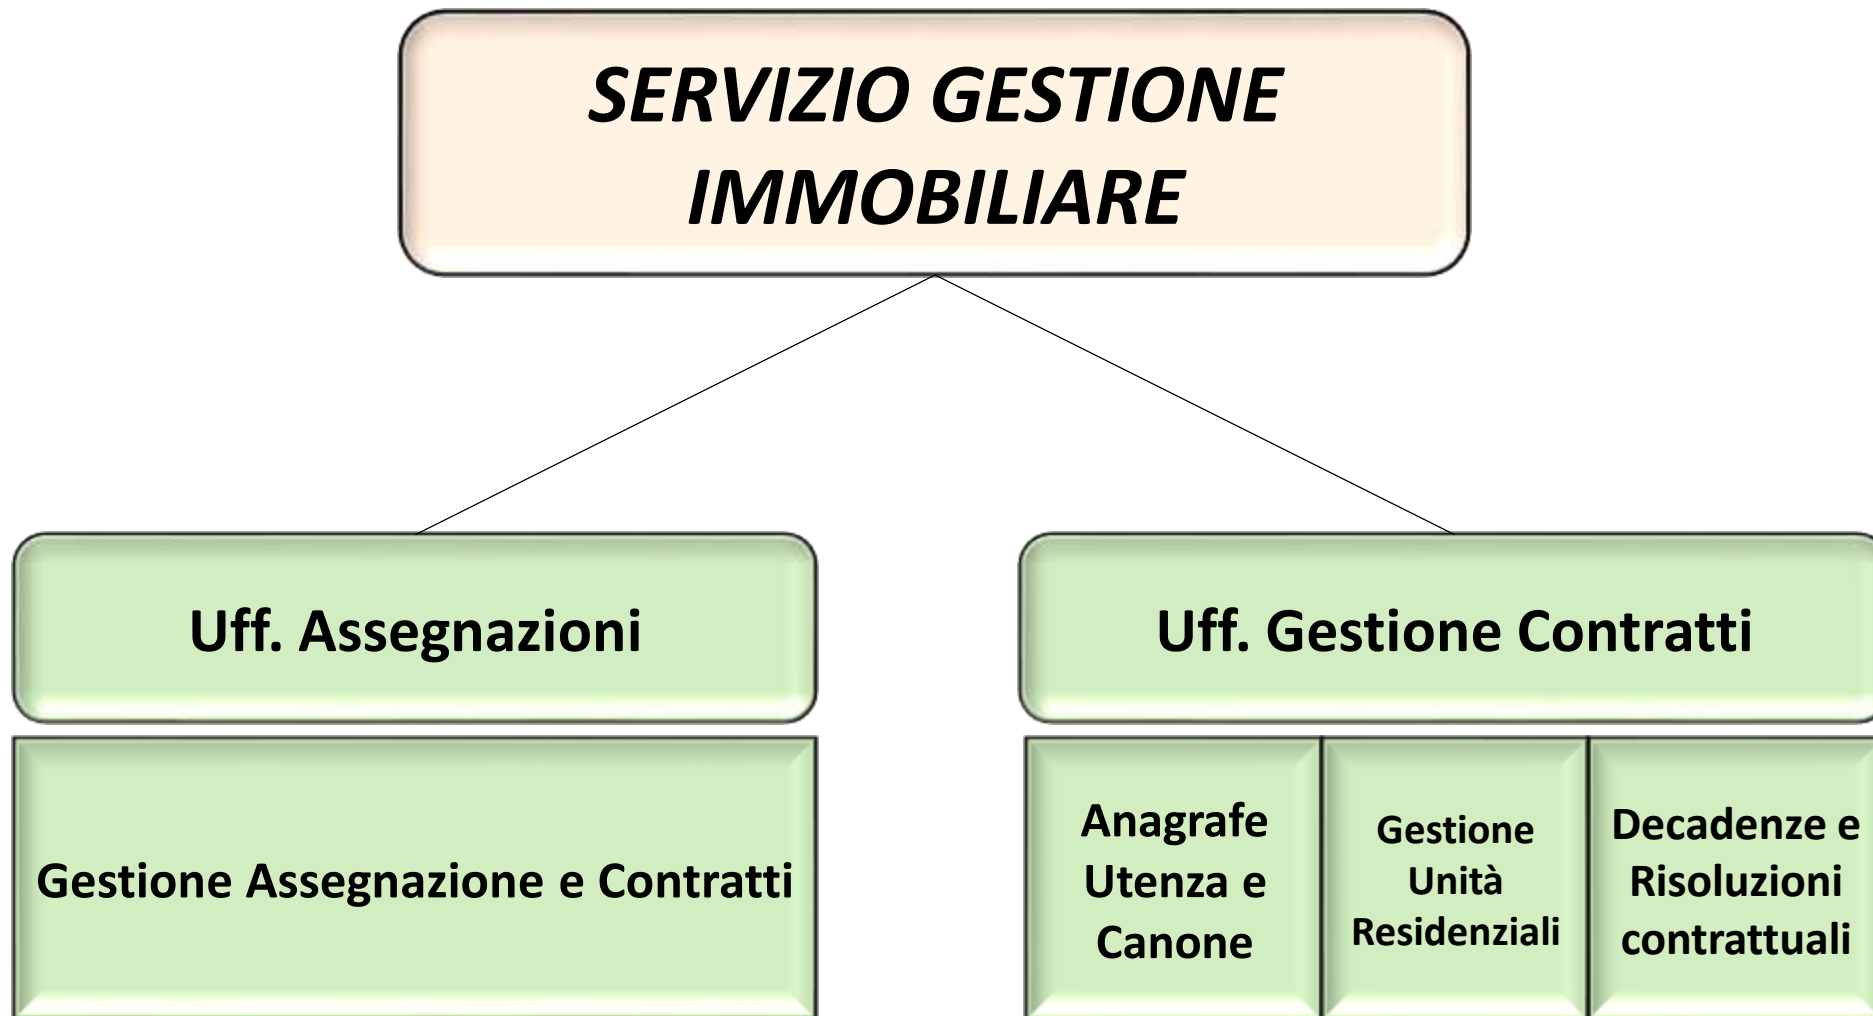 SERVIZIO GESTIONE
IMMOBILIARE
Uff. Assegnazioni
Uff. Gestione Contratti
Gestione Assegnazione e Contratti
Anagrafe
Utenza e
Canone
Gestione
Unità
Residenziali
Decadenze e
Risoluzioni
contrattuali